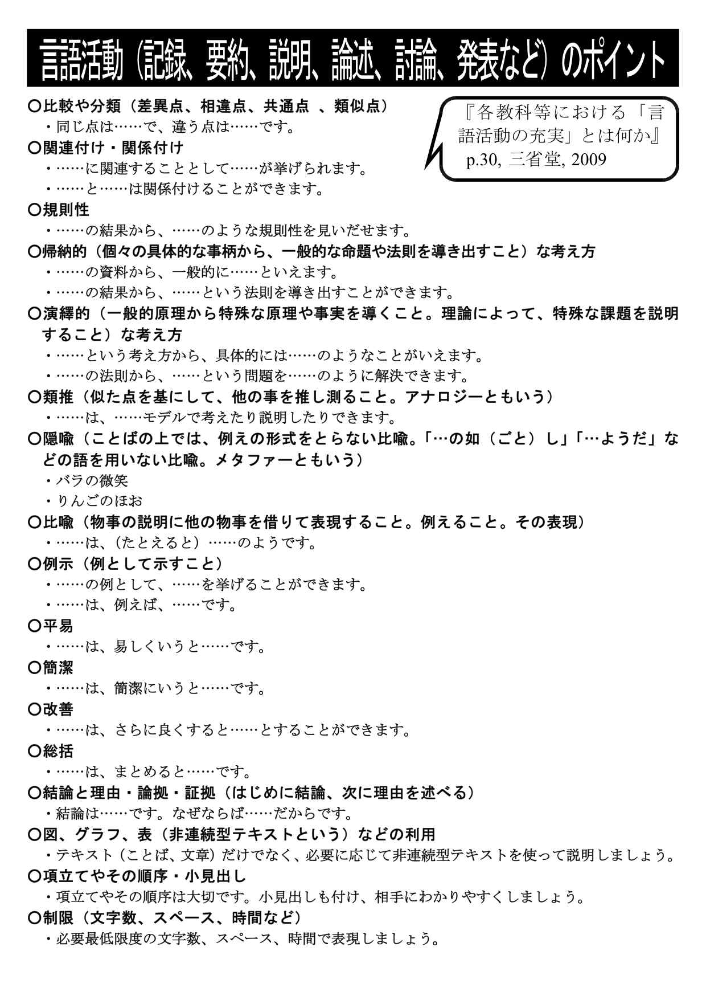 言語活動（記録、要約、説明、論述、討論、発表など）のポイント
『各教科等における「言
語活動の充実」とは何か』
p.30, 三省堂, 2009
〇比較や分類（差異点、相違点、共通点 、類似点）
・同じ点は……で、違う点は……です。
〇関連付け・関係付け
・……に関連することとして……が挙げられます。
・……と……は関係付けることができます。
〇規則性
・……の結果から、……のような規則性を見いだせます。
〇帰納的（個々の具体的な事柄から、一般的な命題や法則を導き出すこと）な考え方
・……の資料から、一般的に……といえます。
・……の結果から、……という法則を導き出すことができます。
〇演繹的（一般的原理から特殊な原理や事実を導くこと。理論によって、特殊な課題を説明
すること）な考え方
・……という考え方から、具体的には……のようなことがいえます。
・……の法則から、……という問題を……のように解決できます。
〇類推（似た点を基にして、他の事を推し測ること。アナロジーともいう）
・……は、……モデルで考えたり説明したりできます。
〇隠喩（ことばの上では、例えの形式をとらない比喩。「…の如（ごと）し」「…ようだ」な
どの語を用いない比喩。メタファーともいう）
・バラの微笑
・りんごのほお
〇比喩（物事の説明に他の物事を借りて表現すること。例えること。その表現）
・……は、（たとえると）……のようです。
〇例示（例として示すこと）
・……の例として、……を挙げることができます。
・……は、例えば、……です。
〇平易
・……は、易しくいうと……です。
〇簡潔
・……は、簡潔にいうと……です。
〇改善
・……は、さらに良くすると……とすることができます。
〇総括
・……は、まとめると……です。
〇結論と理由・論拠・証拠（はじめに結論、次に理由を述べる）
・結論は……です。なぜならば……だからです。
〇図、グラフ、表（非連続型テキストという）などの利用
・テキスト（ことば、文章）だけでなく、必要に応じて非連続型テキストを使って説明しましょう。
〇項立てやその順序・小見出し
・項立てやその順序は大切です。小見出しも付け、相手にわかりやすくしましょう。
〇制限（文字数、スペース、時間など）
・必要最低限度の文字数、スペース、時間で表現しましょう。